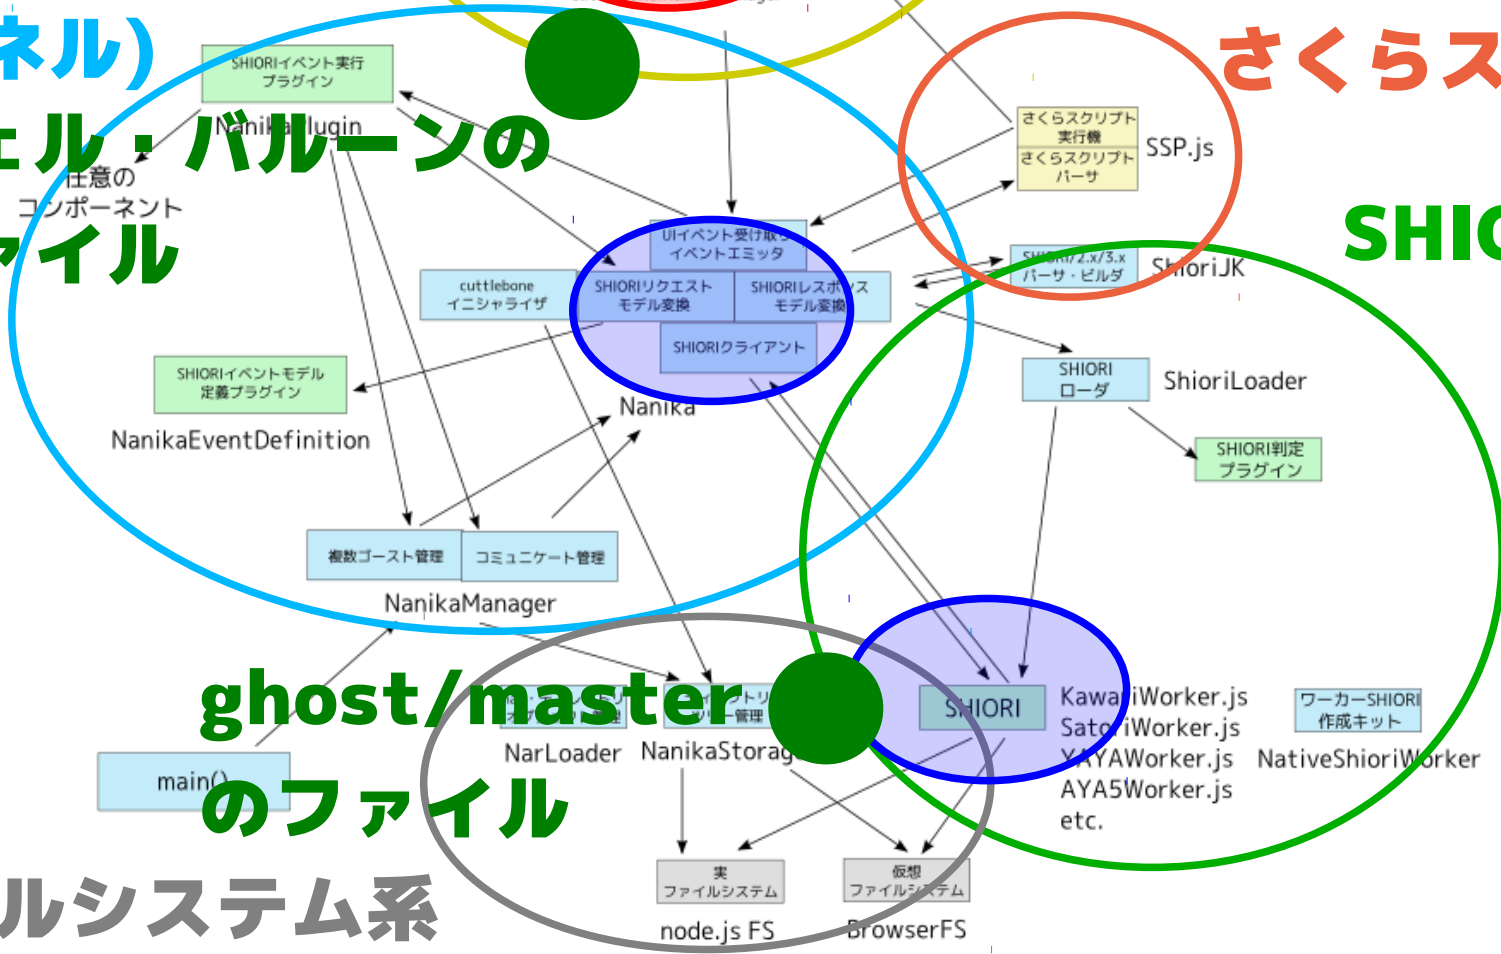 ネル)
さくらス
SHIORIイベント実行
プラグイン
NanikaPlugin
ェル・バルーンの
任意の
コンポーネント
ァイル
さくらスクリプト
実行機
さくらスクリプト
パーサ
SSP.js
SHIO
UIイベント受け取り
イベントエミッタ
SHIORI/2.x/3.x
パーサ・ビルダ
ShioriJK
cuttlebone
イニシャライザ
SHIORIリクエスト
モデル変換
SHIORIレスポンス
モデル変換
SHIORIクライアント
Nanika
SHIORI
ローダ
ShioriLoader
SHIORIイベントモデル
定義プラグイン
NanikaEventDefinition
SHIORI判定
プラグイン
複数ゴースト管理
コミュニケート管理
NanikaManager
ghost/master
管理
NarLoader
NanikaStorage
SHIORI
KawariWorker.js
SatoriWorker.js
YAYAWorker.js
AYA5Worker.js
etc.
ワーカーSHIORI
作成キット
NativeShioriWorker
main()
のファイル
ルシステム系
実
ファイルシステム
node.js FS
仮想
ファイルシステム
BrowserFS